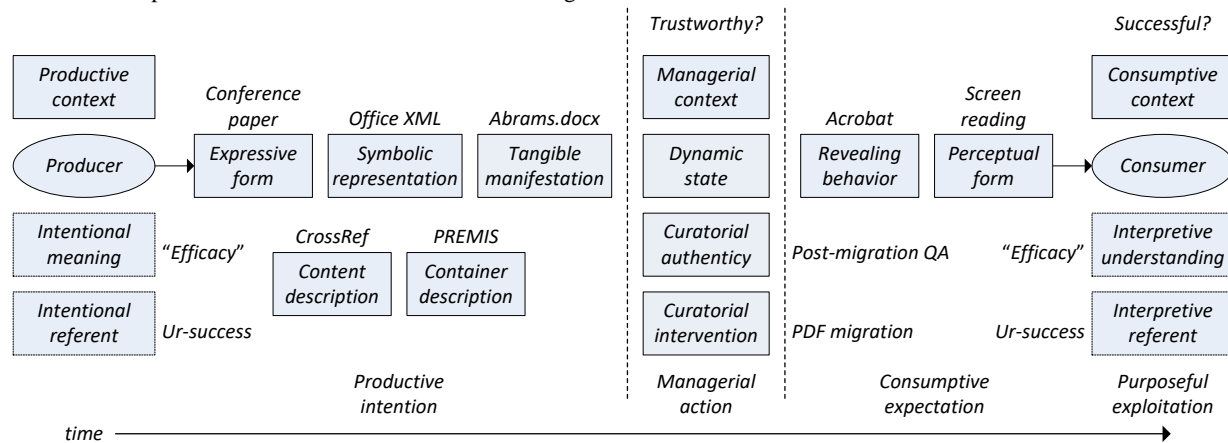 Trustworthy?
Successful?
Productive
context
Managerial
context
Consumptive
context
Conference
paper
Office XML
Abrams.docx
Acrobat
Screen
reading
Producer
Expressive
form
Symbolic
representation
Tangible
manifestation
Dynamic
state
Revealing
behavior
Perceptual
form
Consumer
Intentional
meaning
“Efficacy”
CrossRef
Content
description
PREMIS
Container
description
Curatorial
authenticy
Post-migration QA
“Efficacy”
Interpretive
understanding
Intentional
referent
Ur-success
Curatorial
intervention
PDF migration
Ur-success
Interpretive
referent
Productive
intention
Managerial
action
Consumptive
expectation
Purposeful
exploitation
time